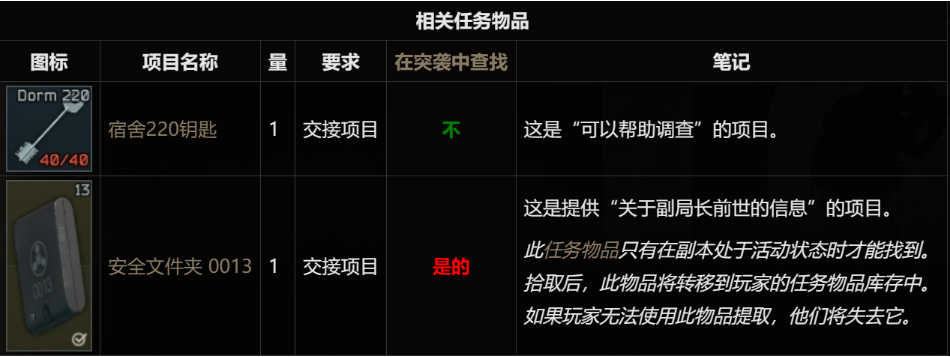 相关任务物品
图标 项目名称 量 要求 在突袭中查找 笔记
Dorm 220
40/40
宿舍220钥匙 1 交接项目 不 这是“可以帮助调查”的项目。
13
0013
安全文件夹 0013 1 交接项目 是的
这是提供“关于副局长前世的信息”的项目。
此任务物品只有在副本处于活动状态时才能找到。
拾取后，此物品将转移到玩家的任务物品库存中。
如果玩家无法使用此物品提取，他们将失去它。